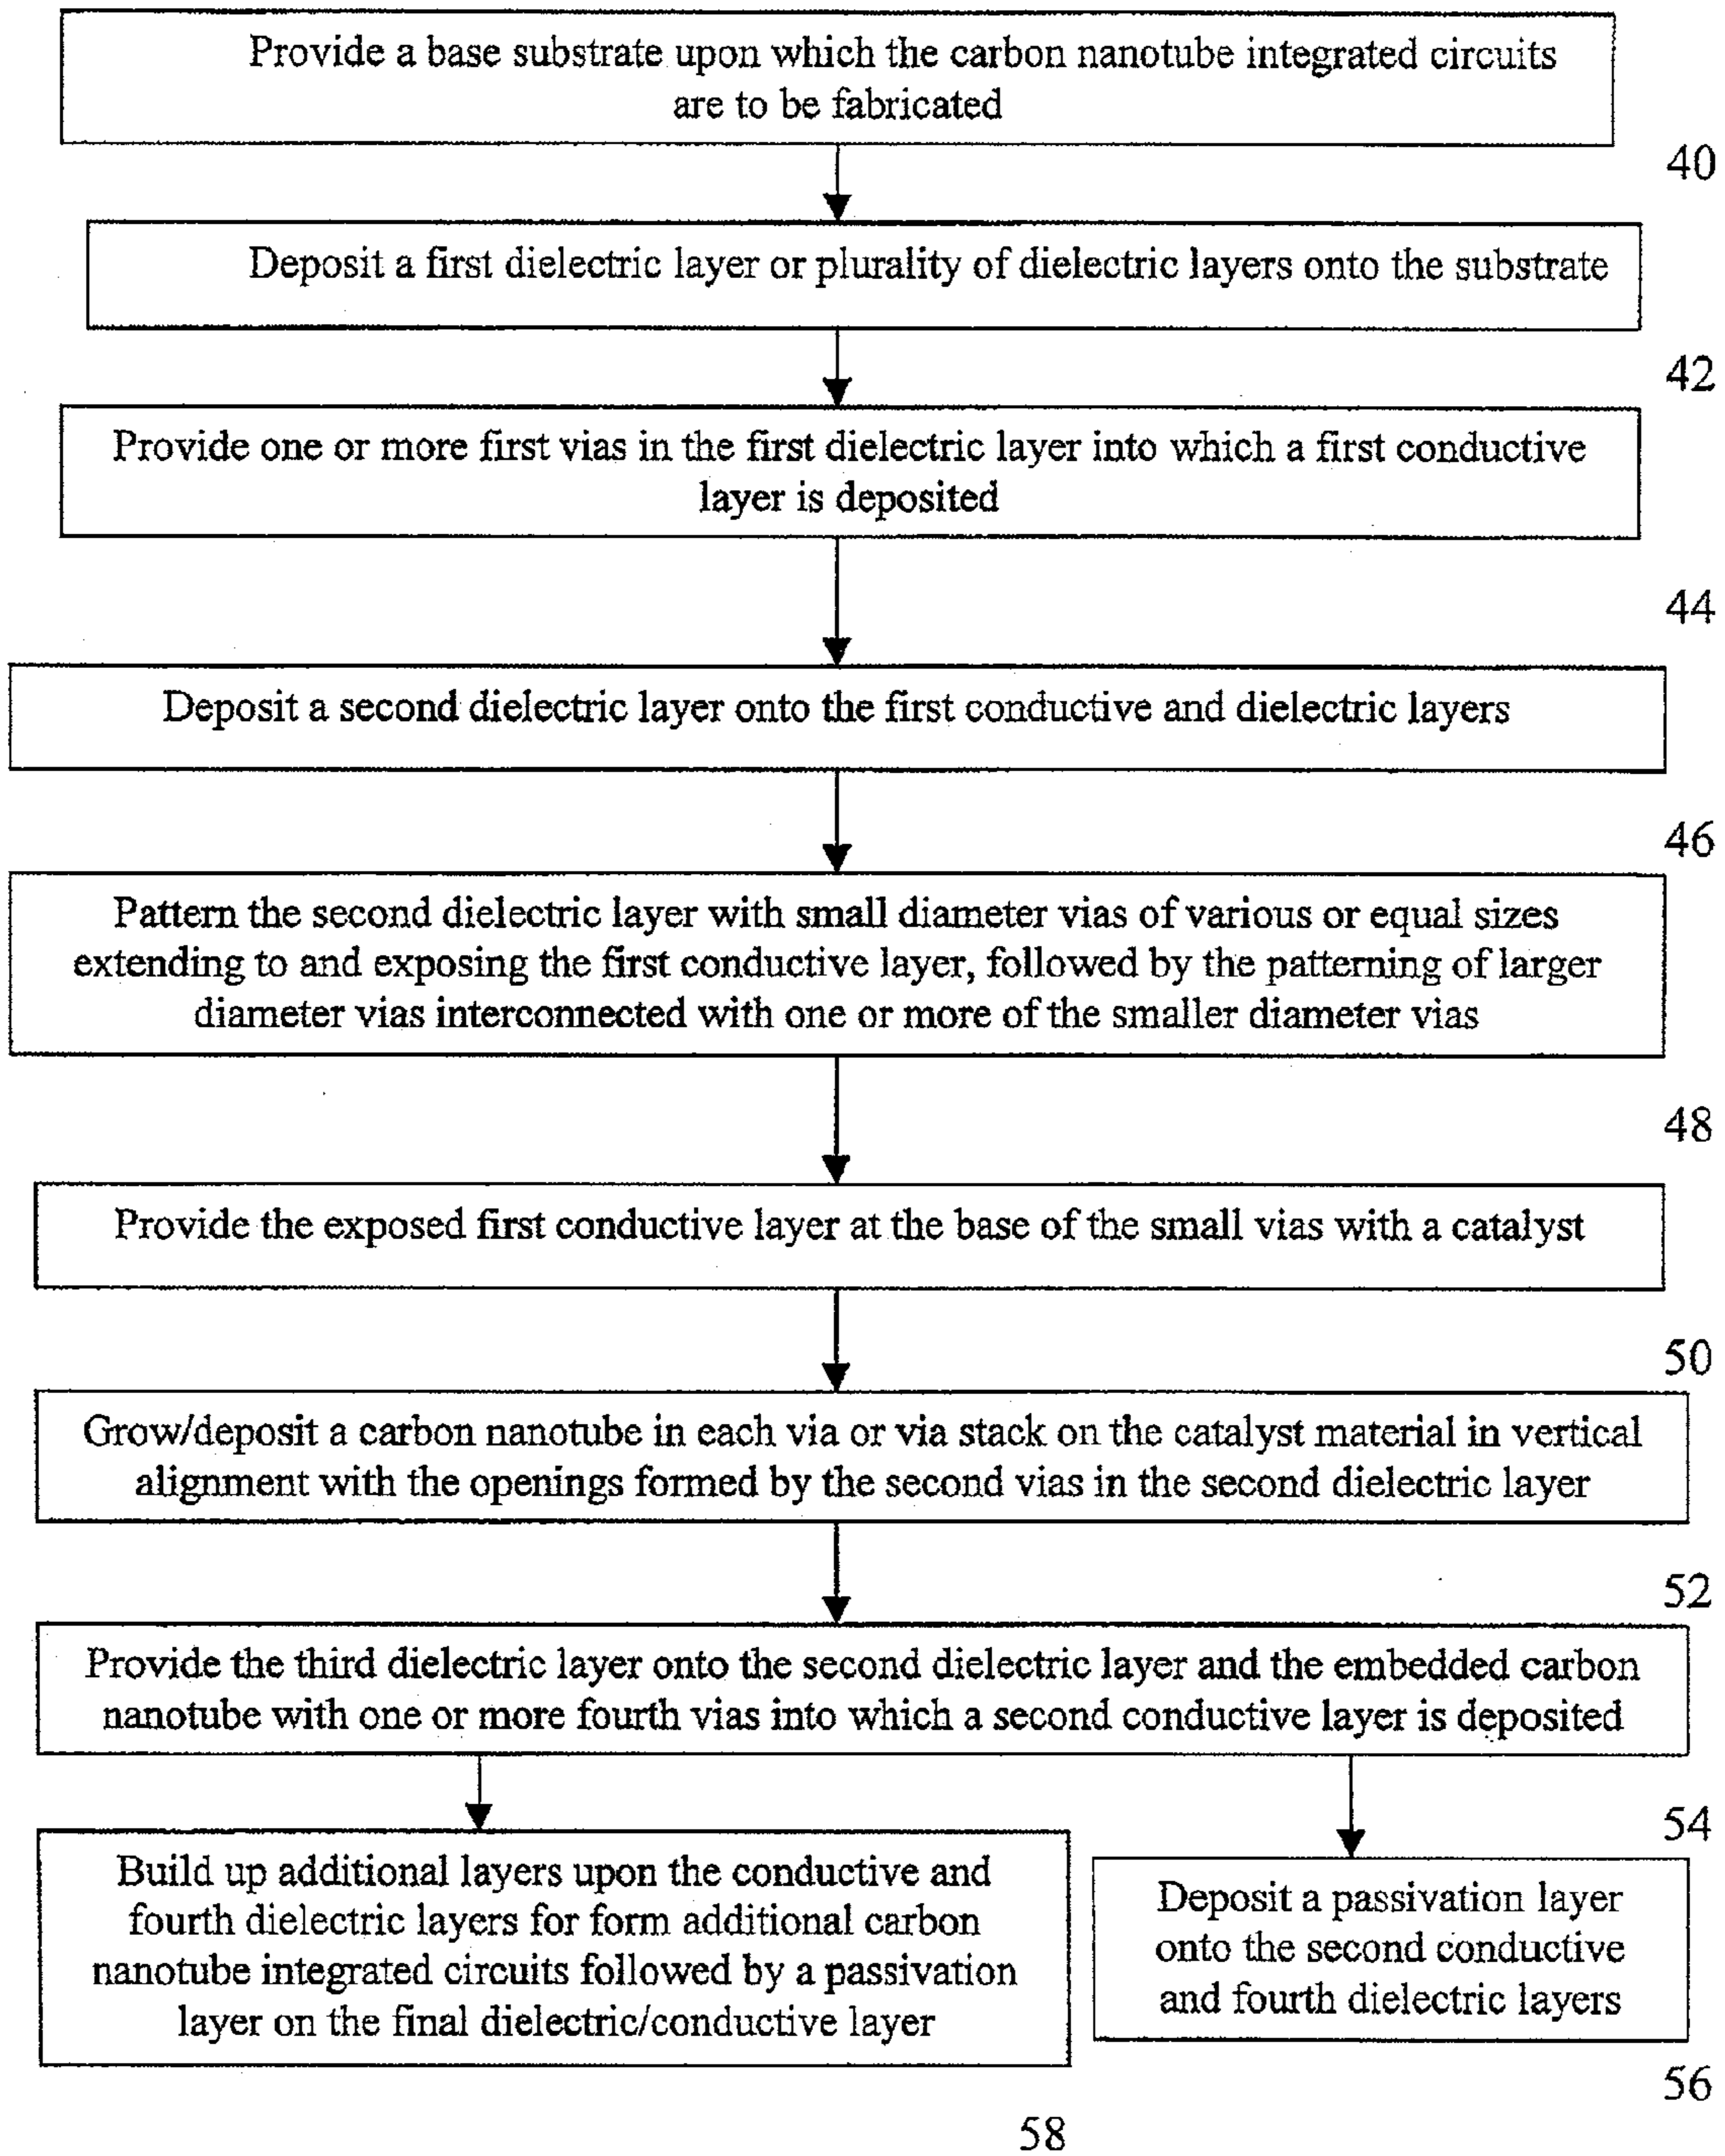 Provide a base substrate upon which the carbon nanotube integrated circuits
are to be fabricated
40
Deposit a first dielectric layer or plurality of dielectric layers onto the substrate
42
Provide one or more first vias in the first dielectric layer into which a first conductive
layer is deposited
44
Deposit a second dielectric layer onto the first conductive and dielectric layers
46
Pattern the second dielectric layer with small diameter vias of various or equal sizes
extending to and exposing the first conductive layer, followed by the patterning of larger
diameter vias interconnected with one or more of the smaller diameter vias
48
Provide the exposed first conductive layer at the base of the small vias with a catalyst
50
Grow/deposit a carbon nanotube in each via or via stack on the catalyst material in vertical
alignment with the openings formed by the second vias in the second dielectric layer
52
Provide the third dielectric layer onto the second dielectric layer and the embedded carbon
nanotube with one or more fourth vias into which a second conductive layer is deposited
54
Build up additional layers upon the conductive and
fourth dielectric layers for form additional carbon
nanotube integrated circuits followed by a passivation
layer on the final dielectric/conductive layer
58
Deposit a passivation layer
onto the second conductive
and fourth dielectric layers
56